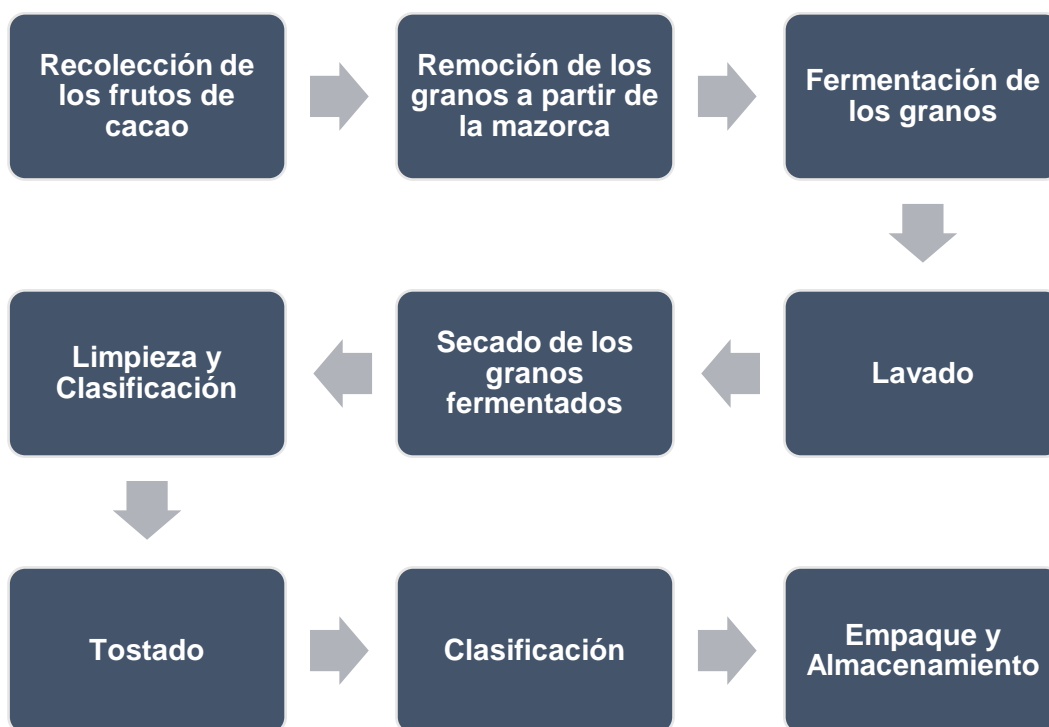 Recolección de
los frutos de
cacao
Remoción de los
granos a partir de
la mazorca
Fermentación de
los granos
Lavado
Secado de los
granos
fermentados
Limpieza y
Clasificación
Tostado
Clasificación
Empaque y
Almacenamiento